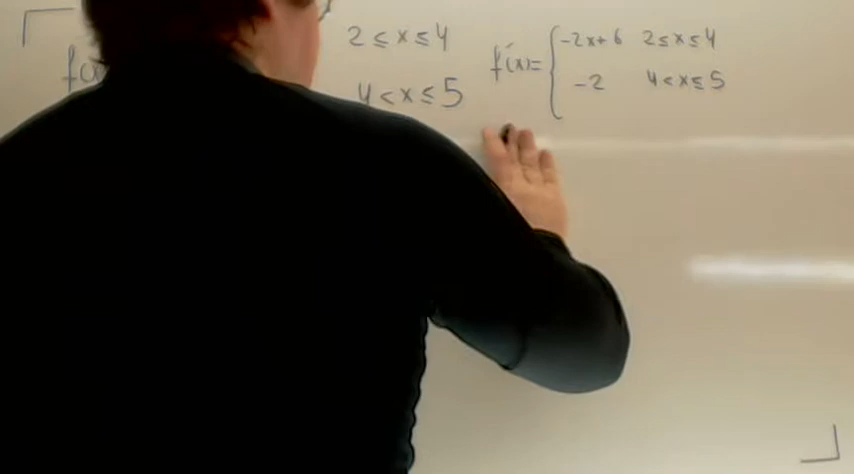 f(x
2 ≤ x ≤ 4
4 < x ≤ 5
f'(x) = { -2x+6 2 ≤ x ≤ 4
-2 4 < x ≤ 5